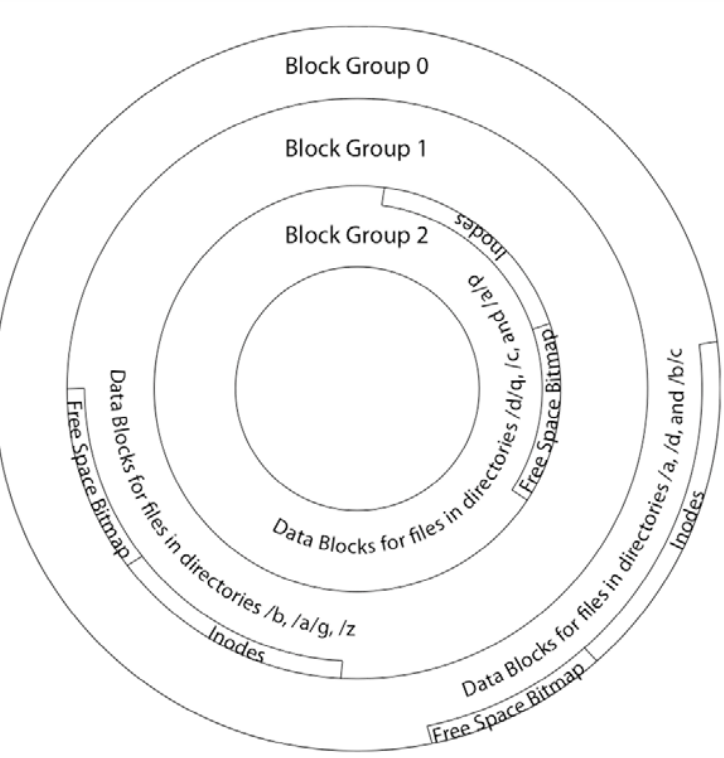 Block Group 0
Block Group 1
Block Group 2
Inodes
Free Space Bitmap
Data Blocks for files in directories /d/q, /c, and /a/p
Data Blocks for files in directories /b, /a/g, /z
Free Space Bitmap
Inodes
Data Blocks for files in directories /a, /d, and /b/c
Inodes
Free Space Bitmap